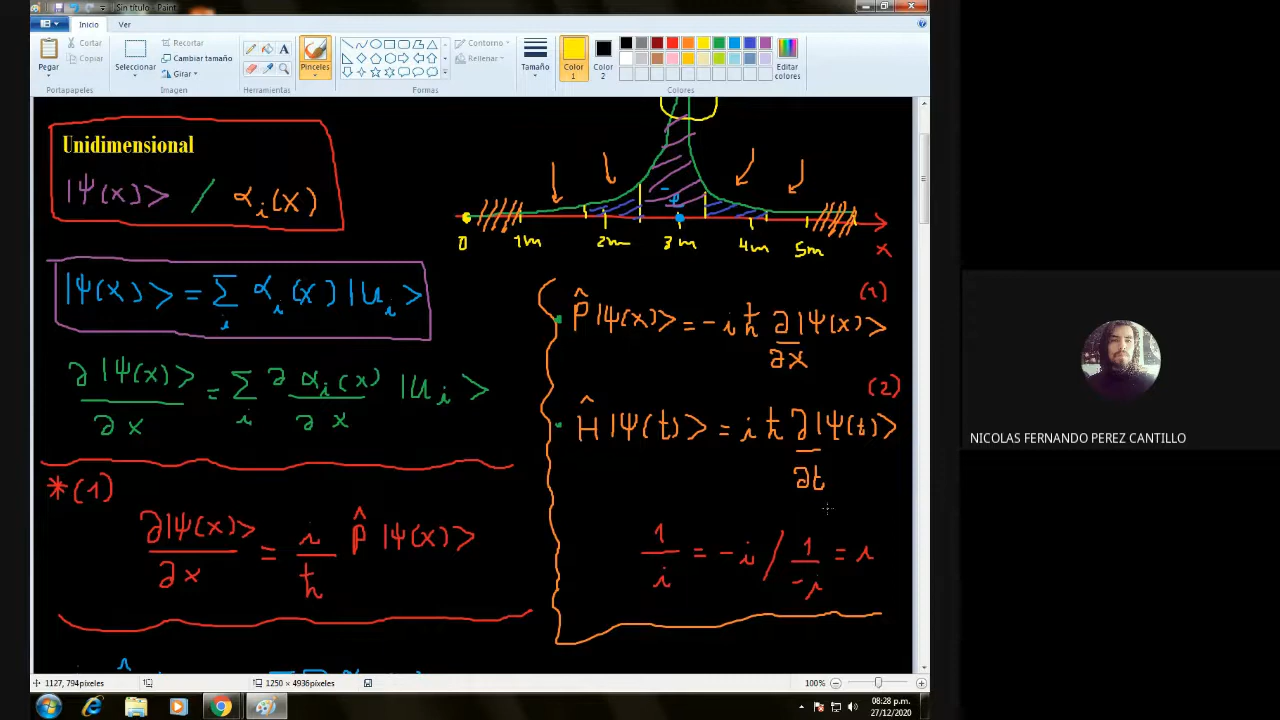 Sin título - Paint
Inicio
Ver
Pegar
Cortar
Copiar
Portapapeles
Seleccionar
Recortar
Cambiar tamaño
Girar
Imagen
A
Herramientas
Pinceles
Contorno
Rellenar
Formas
Tamaño
Color 1
Color 2
Editar colores
Colores
Unidimensional
|Ψ(x)> / αᵢ(x)
0 1m 2m 3m 4m 5m x
|Ψ(x)> = Σᵢ αᵢ(x) |uᵢ>
∂|Ψ(x)>/∂x = Σᵢ ∂αᵢ(x)/∂x |uᵢ>
(1)
P̂|Ψ(x)> = -iħ ∂|Ψ(x)>/∂x
(2)
Ĥ|Ψ(t)> = iħ ∂|Ψ(t)>/∂t
*(1)
∂|Ψ(x)>/∂x = i/ħ P̂ |Ψ(x)>
1/i = -i / 1/-i = i
NICOLAS FERNANDO PEREZ CANTILLO
1127, 794píxeles
1250 × 4936píxeles
100%
08:28 p.m.
27/12/2020